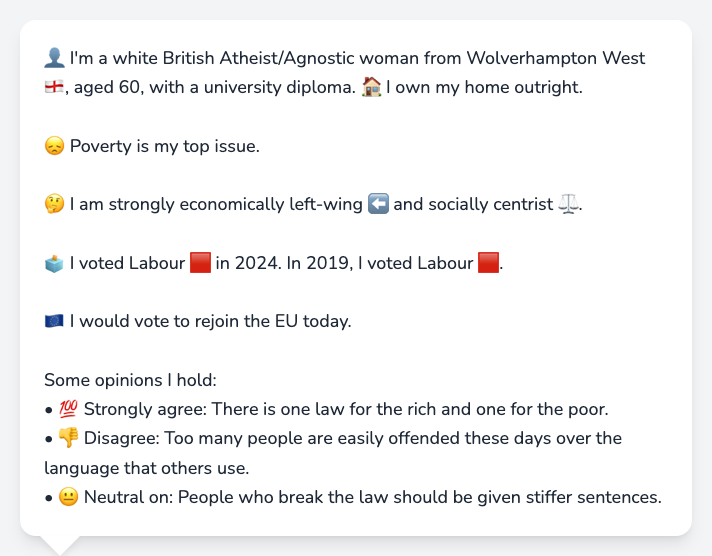 👤 I'm a white British Atheist/Agnostic woman from Wolverhampton West
🏴󠁧󠁢󠁥󠁮󠁧󠁿, aged 60, with a university diploma. 🏠 I own my home outright.
😞 Poverty is my top issue.
🤔 I am strongly economically left-wing ⬅️ and socially centrist ⚖️.
🗳️ I voted Labour 🟥 in 2024. In 2019, I voted Labour 🟥.
🇪🇺 I would vote to rejoin the EU today.
Some opinions I hold:
• 💯 Strongly agree: There is one law for the rich and one for the poor.
• 👎 Disagree: Too many people are easily offended these days over the
language that others use.
• 😐 Neutral on: People who break the law should be given stiffer sentences.